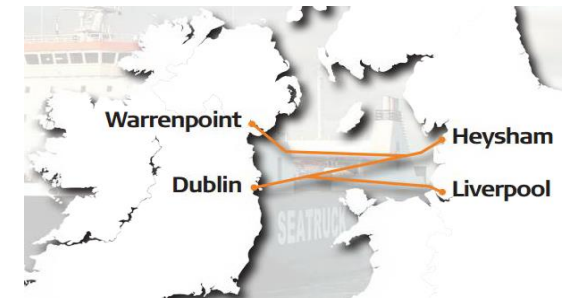 Warrenpoint
Heysham
Dublin
Liverpool
SEATRUCK